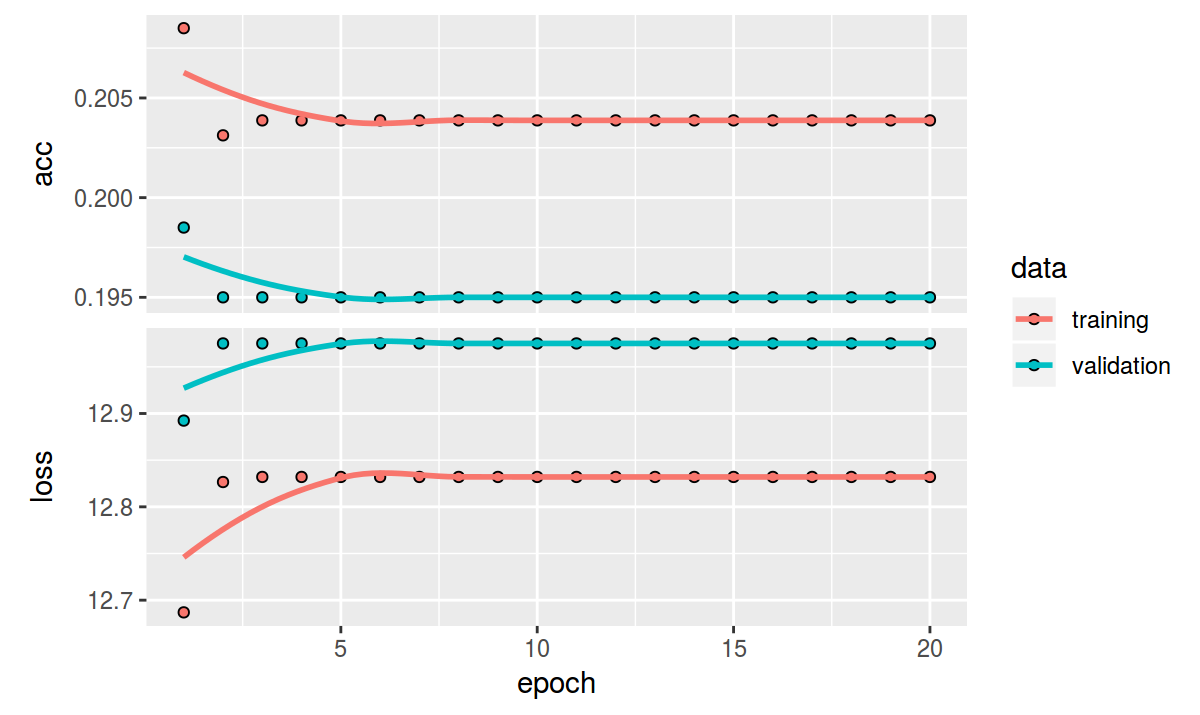 acc
0.205
0.200
0.195
loss
12.9
12.8
12.7
5 10 15 20
epoch
data
training
validation